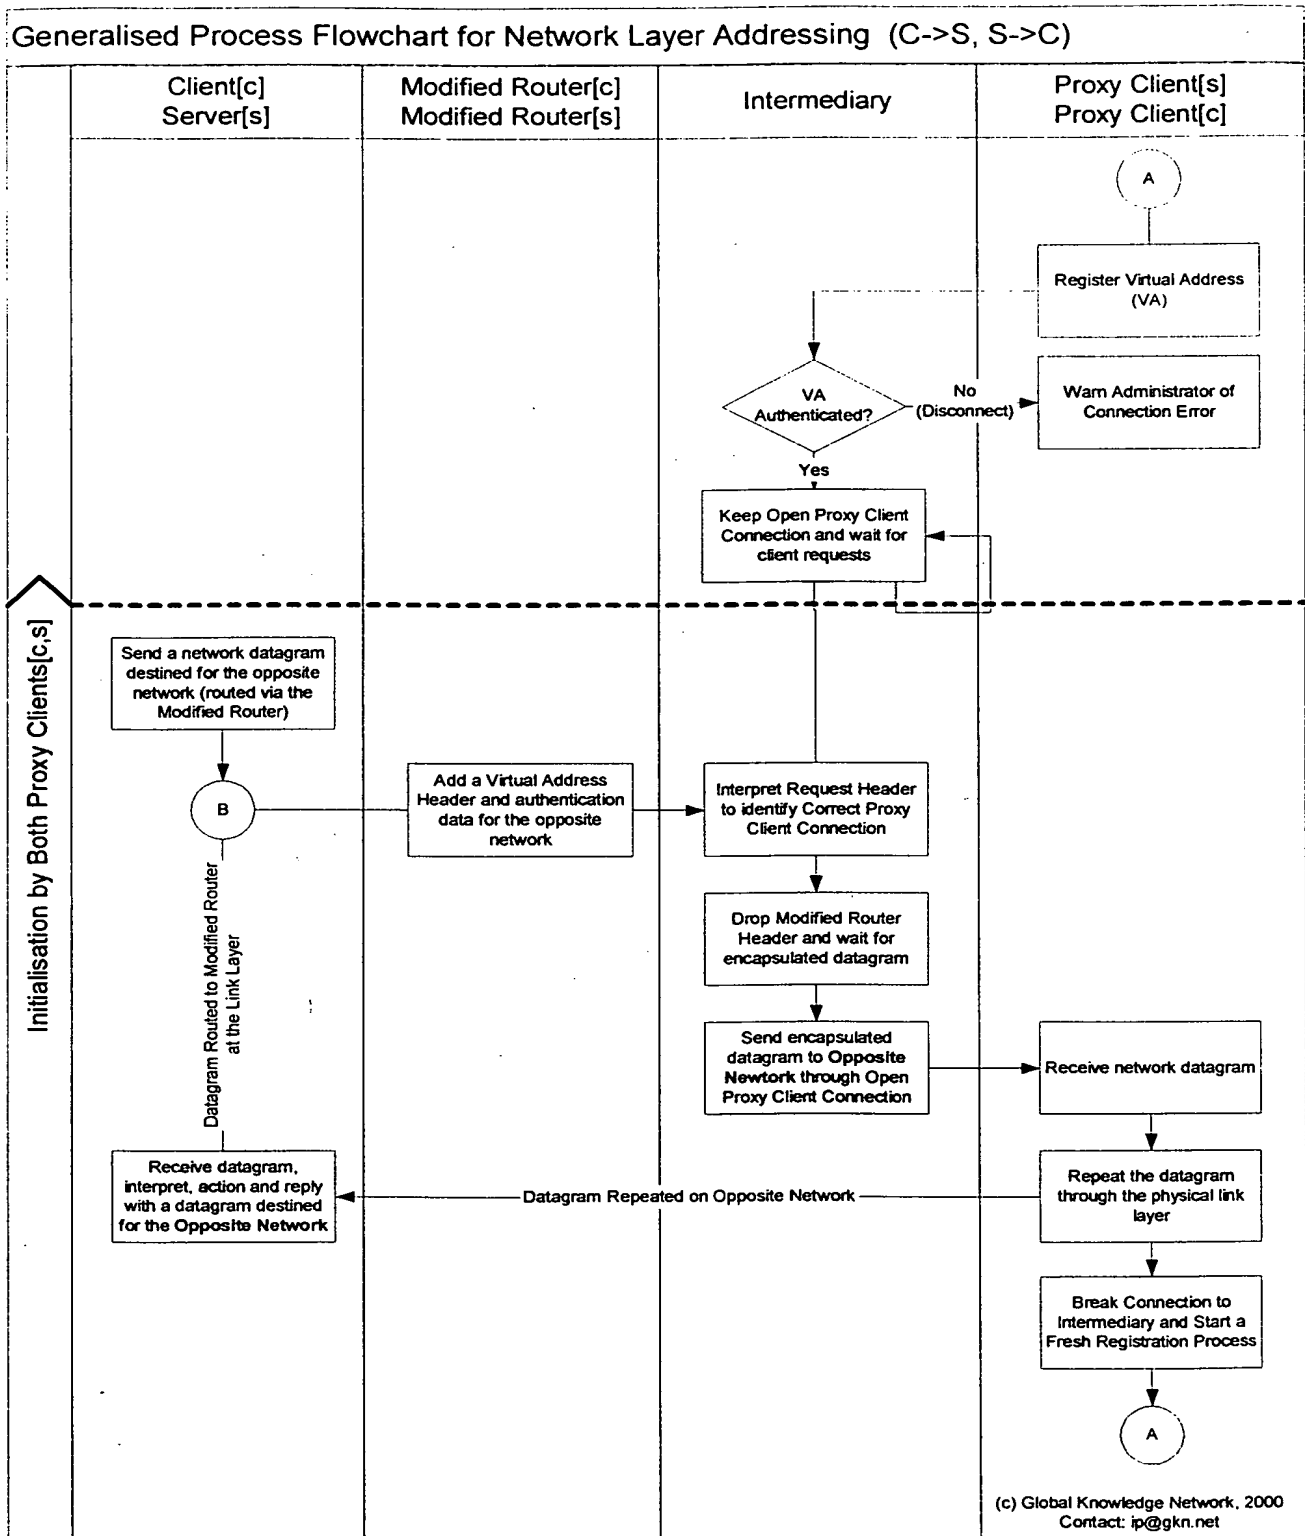 Generalised Process Flowchart for Network Layer Addressing (C->S, S->C)
Client[c]
Server[s]
Modified Router[c]
Modified Router[s]
Intermediary
Proxy Client[s]
Proxy Client[c]
A
Register Virtual Address
(VA)
VA
Authenticated?
No
(Disconnect)
Warn Administrator of
Connection Error
Yes
Keep Open Proxy Client
Connection and wait for
client requests
Initialisation by Both Proxy Clients[c,s]
Send a network datagram
destined for the opposite
network (routed via the
Modified Router)
B
Add a Virtual Address
Header and authentication
data for the opposite
network
Interpret Request Header
to identify Correct Proxy
Client Connection
Datagram Routed to Modified Router
at the Link Layer
Drop Modified Router
Header and wait for
encapsulated datagram
Send encapsulated
datagram to Opposite
Newtork through Open
Proxy Client Connection
Receive network datagram
Receive datagram,
interpret, action and reply
with a datagram destined
for the Opposite Network
Datagram Repeated on Opposite Network
Repeat the datagram
through the physical link
layer
Break Connection to
Intermediary and Start a
Fresh Registration Process
A
(c) Global Knowledge Network, 2000
Contact: ip@gkn.net